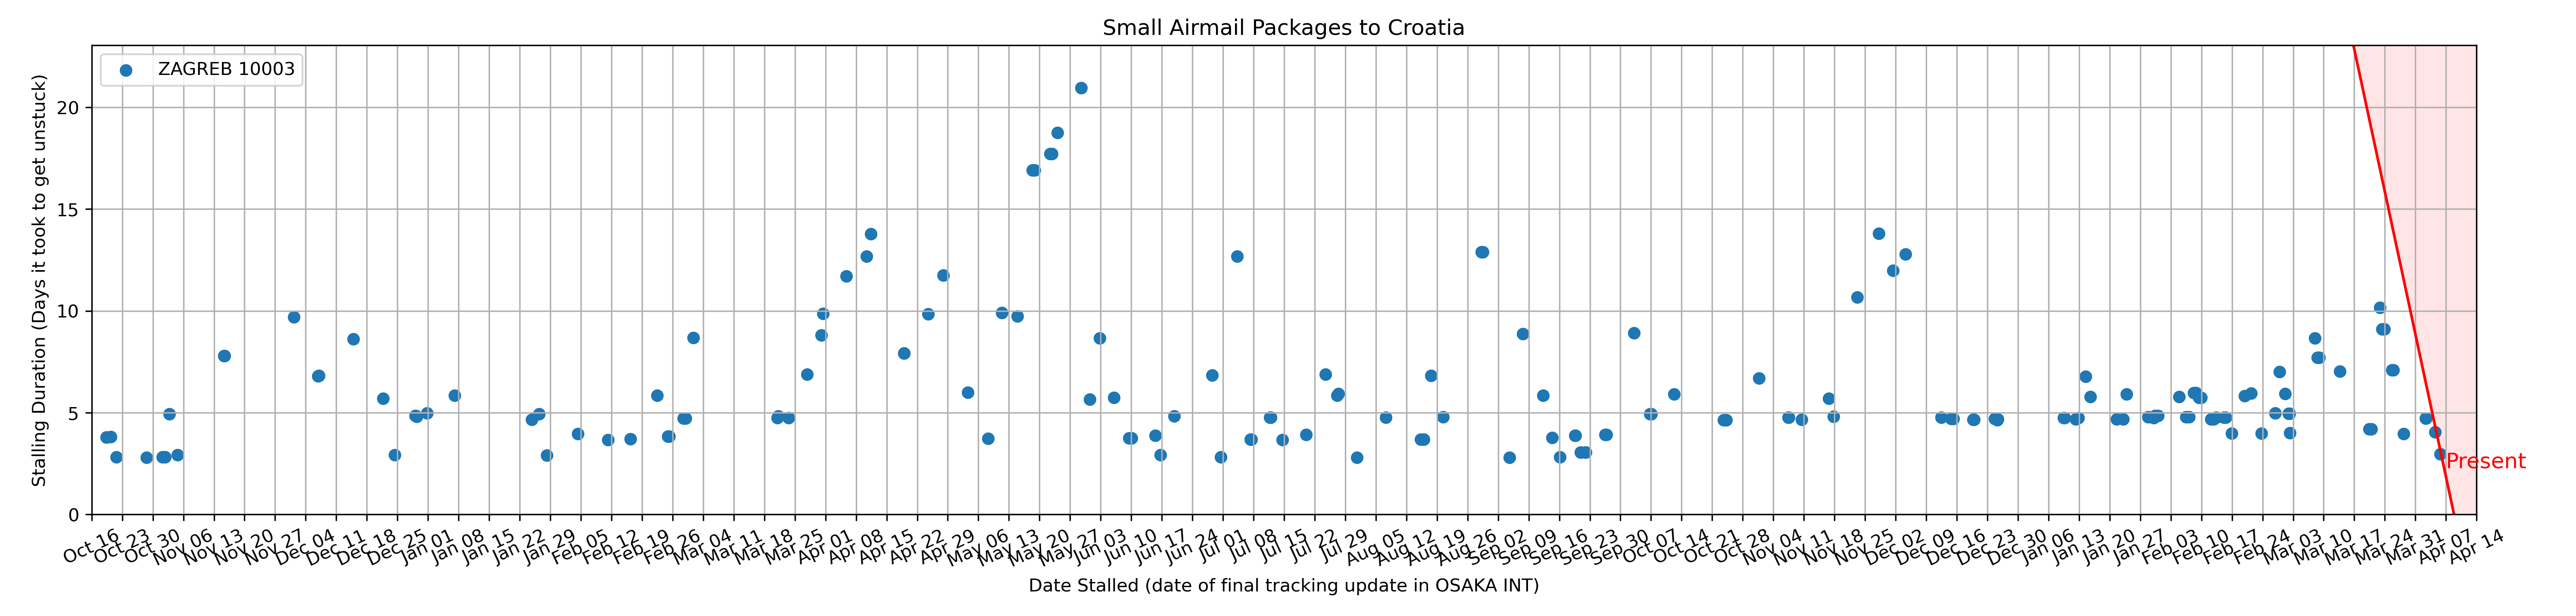 Small Airmail Packages to Croatia
ZAGREB 10003
Stalling Duration (Days it took to get unstuck)
20
15
10
5
0
Present
Oct 16 Oct 23 Oct 30 Nov 06 Nov 13 Nov 20 Nov 27 Dec 04 Dec 11 Dec 18 Dec 25 Jan 01 Jan 08 Jan 15 Jan 22 Jan 29 Feb 05 Feb 12 Feb 19 Feb 26 Mar 04 Mar 11 Mar 18 Mar 25 Apr 01 Apr 08 Apr 15 Apr 22 Apr 29 May 06 May 13 May 20 May 27 Jun 03 Jun 10 Jun 17 Jun 24 Jul 01 Jul 08 Jul 15 Jul 22 Jul 29 Aug 05 Aug 12 Aug 19 Aug 26 Sep 02 Sep 09 Sep 16 Sep 23 Sep 30 Oct 07 Oct 14 Oct 21 Oct 28 Nov 04 Nov 11 Nov 18 Nov 25 Dec 02 Dec 09 Dec 16 Dec 23 Dec 30 Jan 06 Jan 13 Jan 20 Jan 27 Feb 03 Feb 10 Feb 17 Feb 24 Mar 03 Mar 10 Mar 17 Mar 24 Mar 31 Apr 07 Apr 14
Date Stalled (date of final tracking update in OSAKA INT)